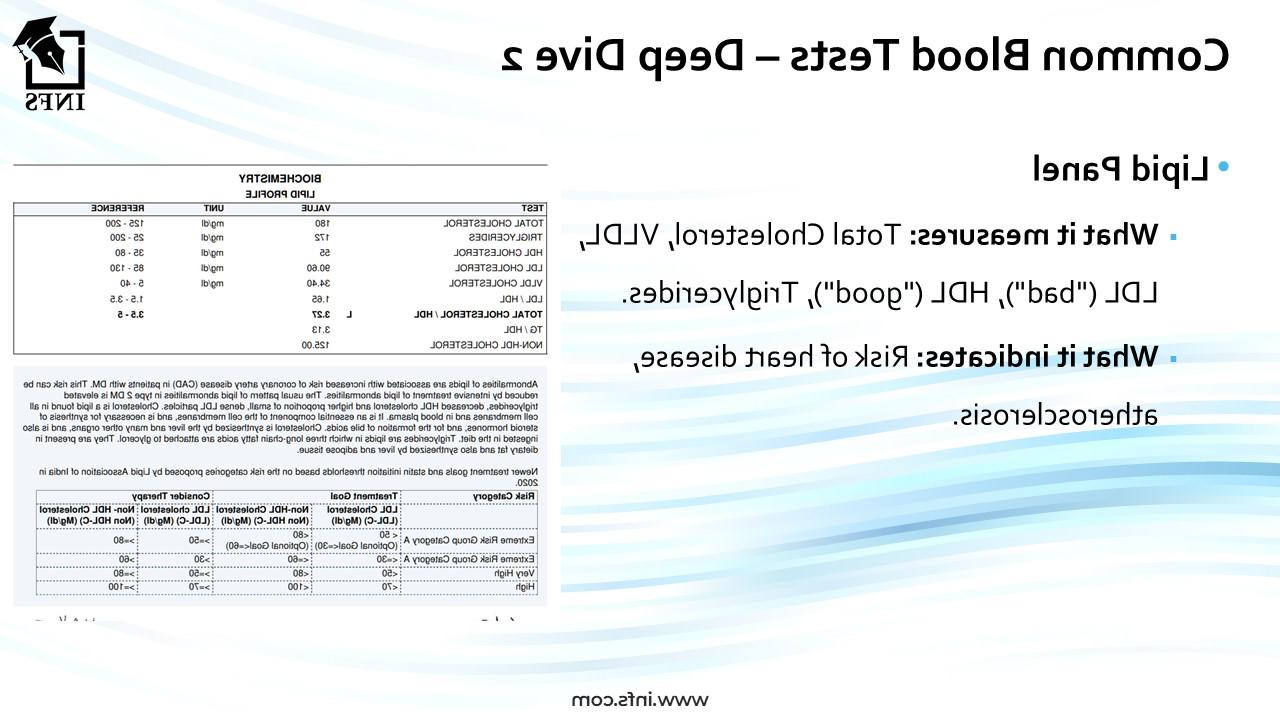 Common Blood Tests – Deep Dive 2
INFS
• Lipid Panel
▪ What it measures: Total Cholesterol, VLDL,
LDL ("bad"), HDL ("good"), Triglycerides.
▪ What it indicates: Risk of heart disease,
atherosclerosis.
BIOCHEMISTRY
LIPID PROFILE
TEST VALUE UNIT REFERENCE
TOTAL CHOLESTEROL 180 mg/dl 125 - 200
TRIGLYCERIDES 172 mg/dl 25 - 200
HDL CHOLESTEROL 55 mg/dl 35 - 80
LDL CHOLESTEROL 90.60 mg/dl 85 - 130
VLDL CHOLESTEROL 34.40 mg/dl 5 - 40
LDL / HDL 1.65 1.5 - 3.5
TOTAL CHOLESTEROL / HDL L 3.27 3.5 - 5
TG / HDL 3.13
NON-HDL CHOLESTEROL 125.00
Abnormalities of lipids are associated with increased risk of coronary artery disease (CAD) in patients with DM. This risk can be
reduced by intensive treatment of lipid abnormalities. The usual pattern of lipid abnormalities in type 2 DM is elevated
triglycerides, decreased HDL cholesterol and higher proportion of small, dense LDL particles. Cholesterol is a lipid found in all
cell membranes and in blood plasma. It is an essential component of the cell membranes, and is necessary for synthesis of
steroid hormones, and for the formation of bile acids. Cholesterol is synthesized by the liver and many other organs, and is also
ingested in the diet. Triglycerides are lipids in which three long-chain fatty acids are attached to glycerol. They are present in
dietary fat and also synthesized by liver and adipose tissue.
Newer treatment goals and statin initiation thresholds based on the risk categories proposed by Lipid Association of India in
2020.
Risk Category Treatment Goal Consider Therapy
LDL Cholesterol Non-HDL Cholesterol LDL cholesterol Non- HDL Cholesterol
(LDL-C) (Mg/dl) (Non HDL-C) (Mg/dl) (LDL-C) (Mg/dl) (Non HDL-C) (Mg/dl)
Extreme Risk Group Category A < 50 <80 >=50 >=80
(Optional Goal<=30) (Optional Goal<=60)
Extreme Risk Group Category A <=30 <=60 >30 >60
Very High <50 <80 >=50 >=80
High <70 <100 >=70 >=100
www.infs.com